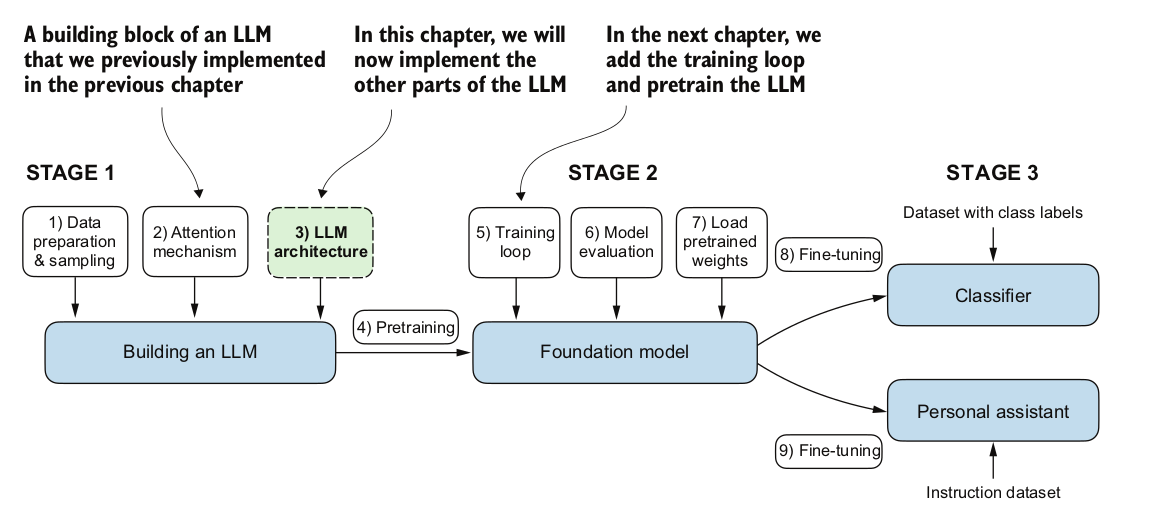 A building block of an LLM
that we previously implemented
in the previous chapter
In this chapter, we will
now implement the
other parts of the LLM
In the next chapter, we
add the training loop
and pretrain the LLM
STAGE 1
STAGE 2
STAGE 3
1) Data
preparation
& sampling
2) Attention
mechanism
3) LLM
architecture
5) Training
loop
6) Model
evaluation
7) Load
pretrained
weights
Dataset with class labels
8) Fine-tuning
Classifier
4) Pretraining
Building an LLM
Foundation model
Personal assistant
9) Fine-tuning
Instruction dataset